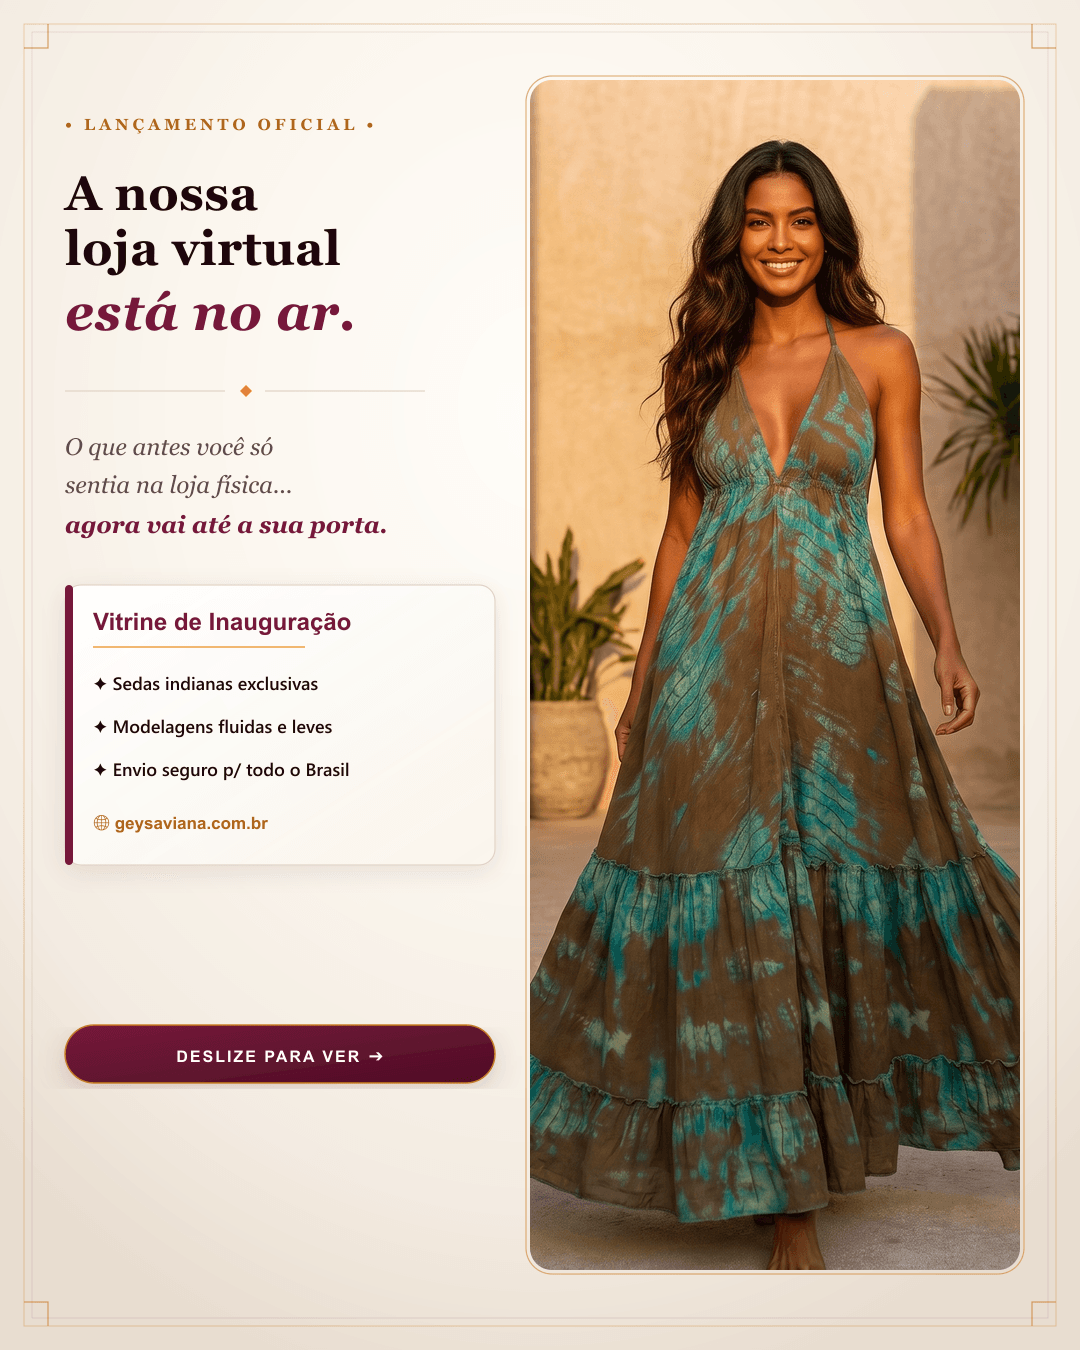 • LANÇAMENTO OFICIAL •
A nossa
loja virtual
está no ar.
O que antes você só
sentia na loja física...
agora vai até a sua porta.
Vitrine de Inauguração
✦ Sedas indianas exclusivas
✦ Modelagens fluidas e leves
✦ Envio seguro p/ todo o Brasil
geysaviana.com.br
DESLIZE PARA VER →